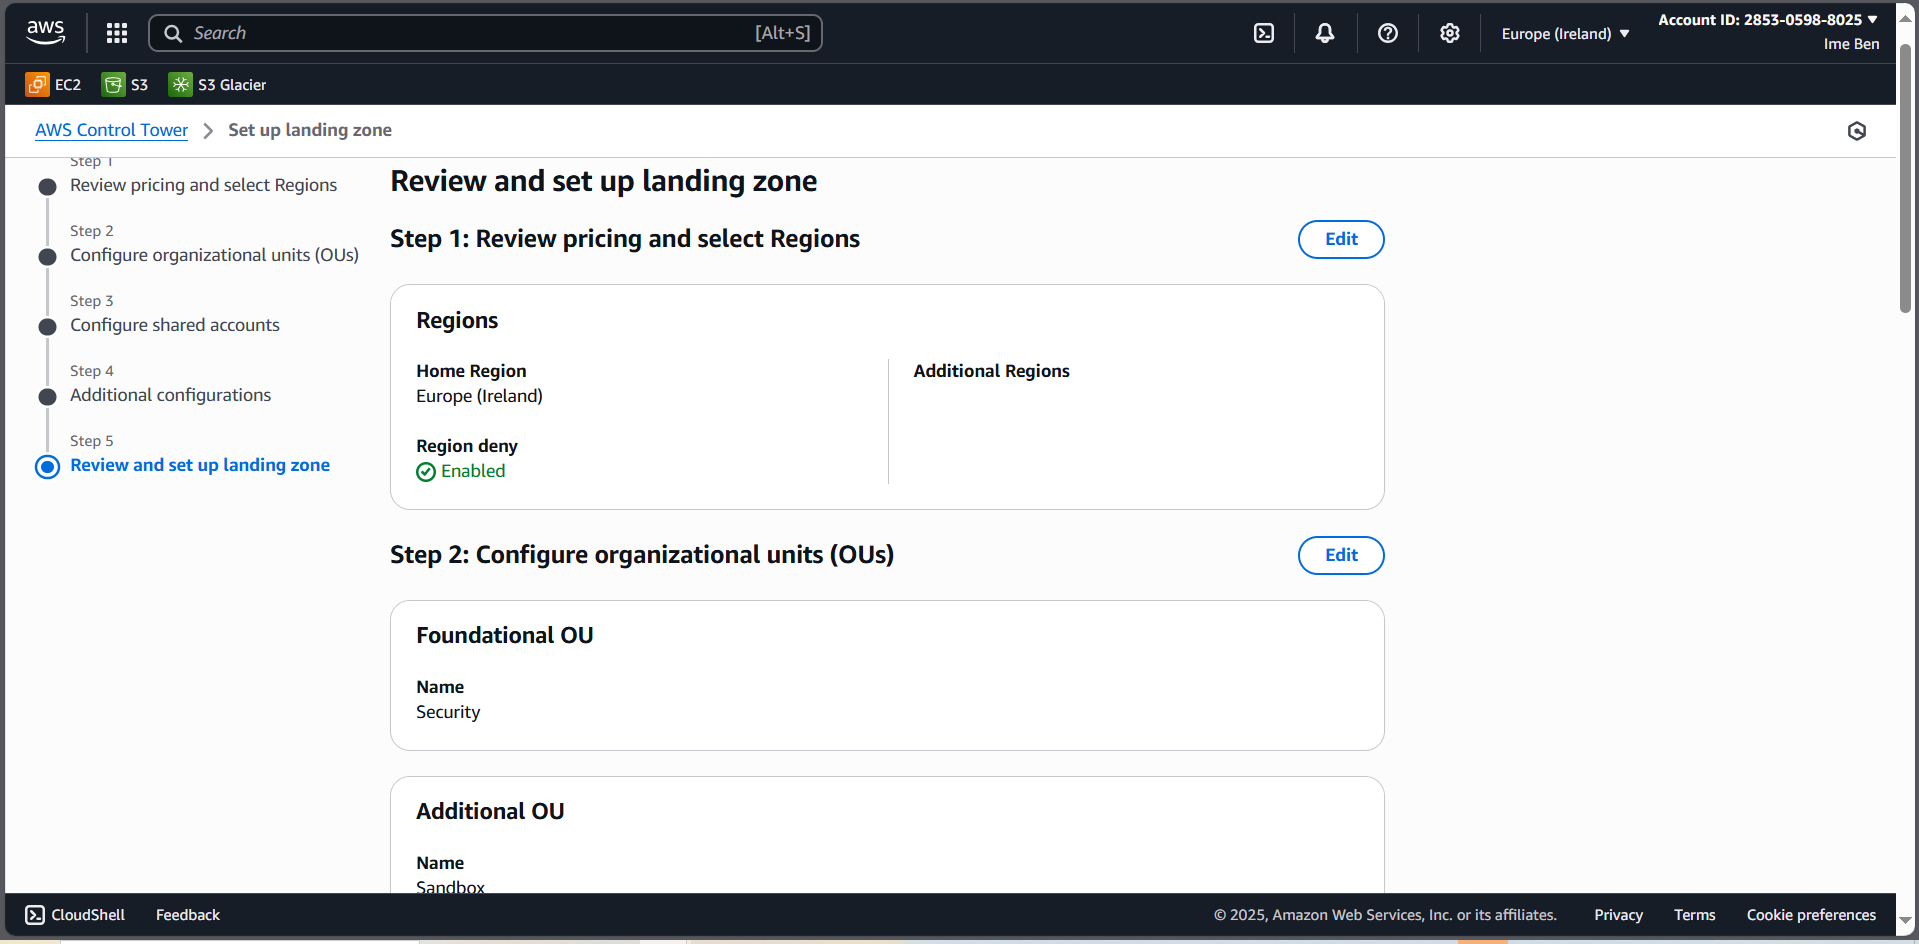 aws
Search
[Alt+S]
Europe (Ireland)
Account ID: 2853-0598-8025
Ime Ben
EC2
S3
S3 Glacier
AWS Control Tower
Set up landing zone
Step 1
Review pricing and select Regions
Step 2
Configure organizational units (OUs)
Step 3
Configure shared accounts
Step 4
Additional configurations
Step 5
Review and set up landing zone
Review and set up landing zone
Step 1: Review pricing and select Regions
Edit
Regions
Home Region
Europe (Ireland)
Additional Regions
Region deny
Enabled
Step 2: Configure organizational units (OUs)
Edit
Foundational OU
Name
Security
Additional OU
Name
Sandbox
CloudShell
Feedback
© 2025, Amazon Web Services, Inc. or its affiliates.
Privacy
Terms
Cookie preferences